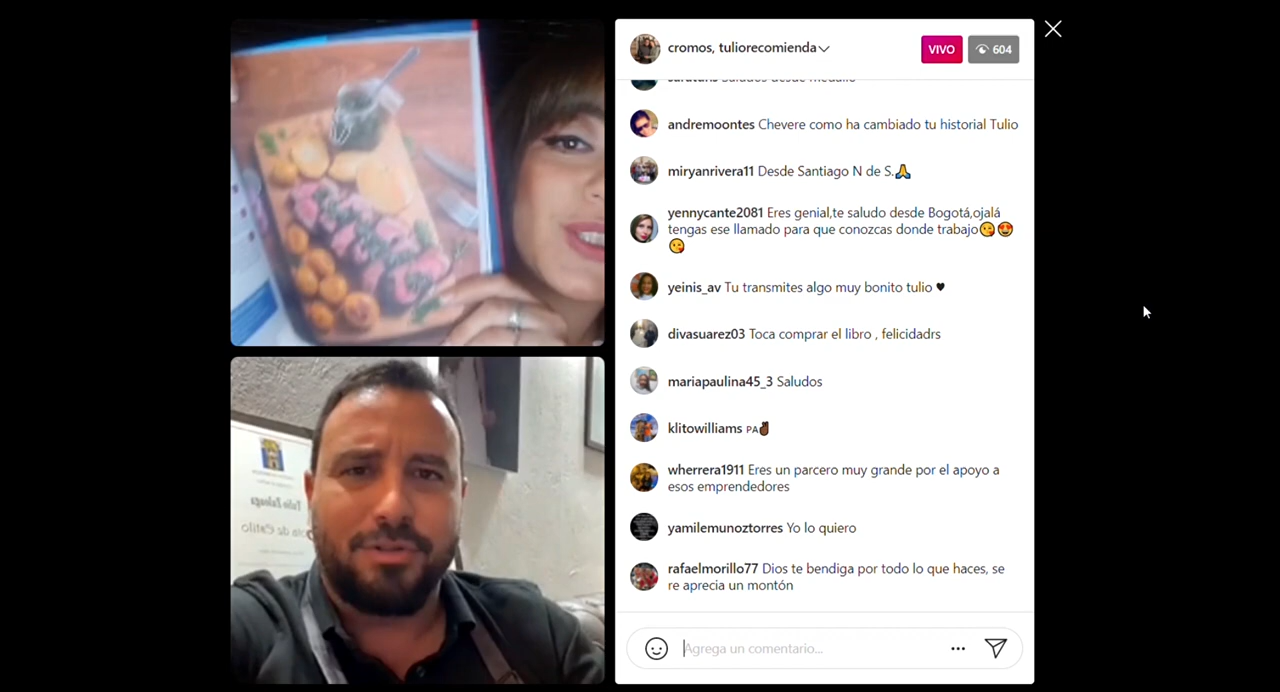 cromos, tuliorecomienda
VIVO
604
andremoontes Chevere como ha cambiado tu historial Tulio
miryanrivera11 Desde Santiago N de S.🙏
yennycante2081 Eres genial,te saludo desde Bogotá,ojalá
tengas ese llamado para que conozcas donde trabajo😘😍
😘
yeinis_av Tu transmites algo muy bonito tulio ♥
divasuarez03 Toca comprar el libro , felicidadrs
mariapaulina45_3 Saludos
klitowilliams ᴘᴀ✌🏿
wherrera1911 Eres un parcero muy grande por el apoyo a
esos emprendedores
yamilemunoztorres Yo lo quiero
rafaelmorillo77 Dios te bendiga por todo lo que haces, se
re aprecia un montón
Agrega un comentario...
Tulio Zuloaga